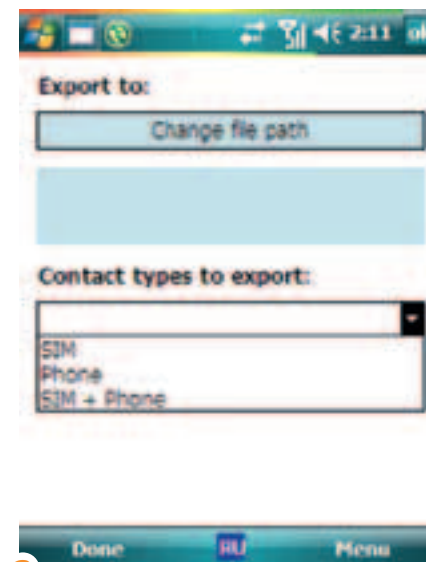 2:11 ok
Export to:
Change file path
Contact types to export:
SIM
Phone
SIM + Phone
Done RU Menu